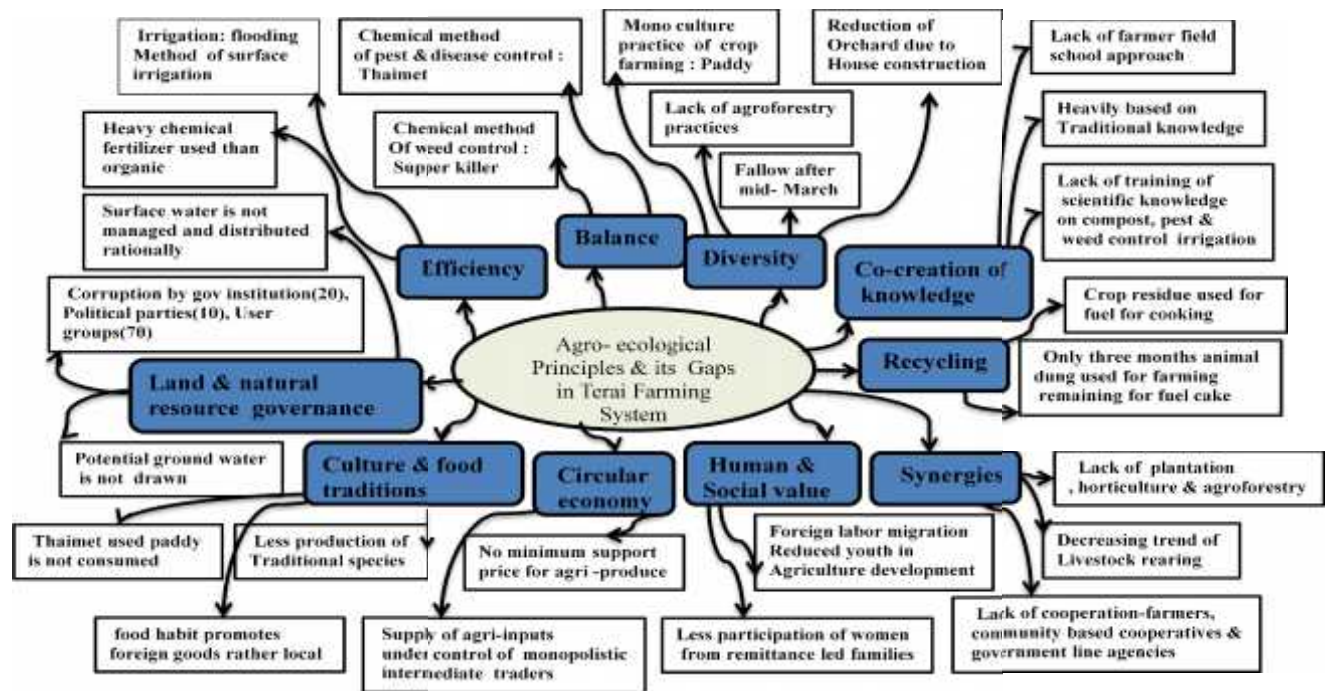 Irrigation: flooding
Method of surface
irrigation
Chemical method
of pest & disease control :
Thaimet
Mono culture
practice of crop
farming : Paddy
Reduction of
Orchard due to
House construction
Lack of farmer field
school approach
Heavy chemical
fertilizer used than
organic
Chenical method
Of weed control :
Supper killer
Lack of agroforestry
practices
Fallow after
mid- March
Heavily based on
Traditional knowledge
Surface water is not
managed and distributed
rationally
Lack of training of
scientific knowledge
on compost, pest &
weed control irrigation
Efficiency
Balance
Diversity
Co-creation of
knowledge
Corruption by gov institution(20),
Political parties(10), User
groups(70)
Crop residue used for
fuel for cooking
Agro- ecological
Principles & its Gaps
in Terai Farming
System
Land & natural
resource governance
Recycling
Only three months animal
dung used for farming
remaining for fuel cake
Potential ground water
is not drawn
Culture & food
traditions
Circular
economy
Human &
Social value
Synergies
Lack of plantation
, horticulture & agroforestry
Thaimet used paddy
is not consumed
Less production of
Traditional species
No minimum support
price for agri -produce
Foreign labor migration
Reduced youth in
Agriculture development
Decreasing trend of
Livestock rearing
food habit promotes
foreign goods rather local
Supply of agri-inputs
under control of monopolistic
intermediate traders
Less participation of women
from remittance led families
Lack of cooperation-farmers,
community based cooperatives &
government line agencies